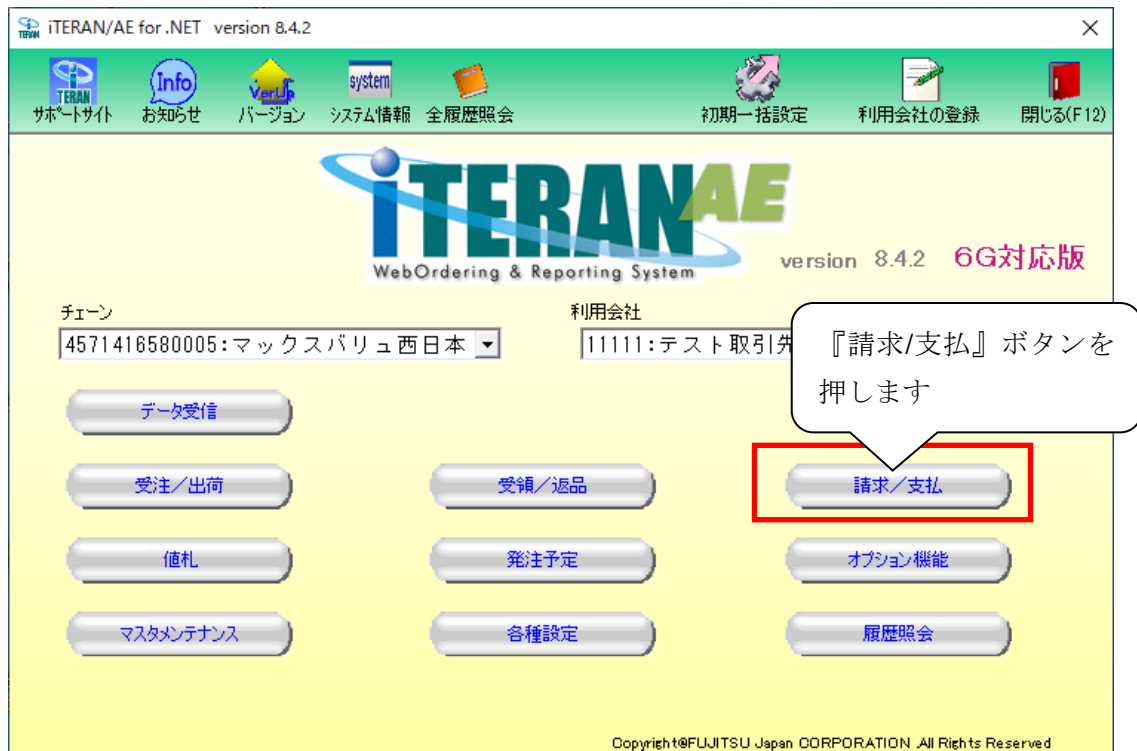 iTERAN/AE for .NET version 8.4.2
TERAN
Info
VerUp
system
サポートサイト お知らせ バージョン システム情報 全履歴照会 初期一括設定 利用会社の登録 閉じる(F12)
iTERAN AE
WebOrdering & Reporting System
version 8.4.2 6G対応版
チェーン 利用会社
4571416580005:マックスバリュ西日本 11111:テスト取引先
『請求/支払』ボタンを
押します
データ受信
受注／出荷 受領／返品 請求／支払
値札 発注予定 オプション機能
マスタメンテナンス 各種設定 履歴照会
Copyright@FUJITSU Japan CORPORATION .All Rights Reserved